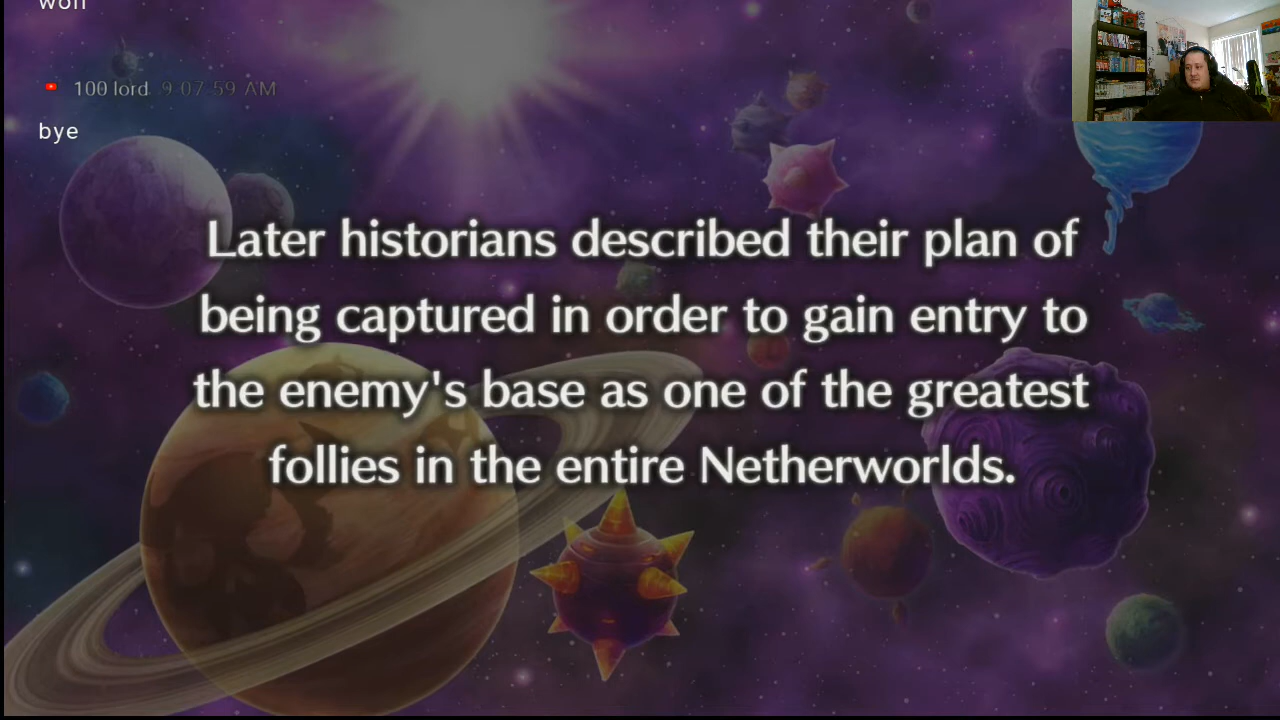 100 lord 9-07-59 AM
bye
Later historians described their plan of
being captured in order to gain entry to
the enemy's base as one of the greatest
follies in the entire Netherworlds.